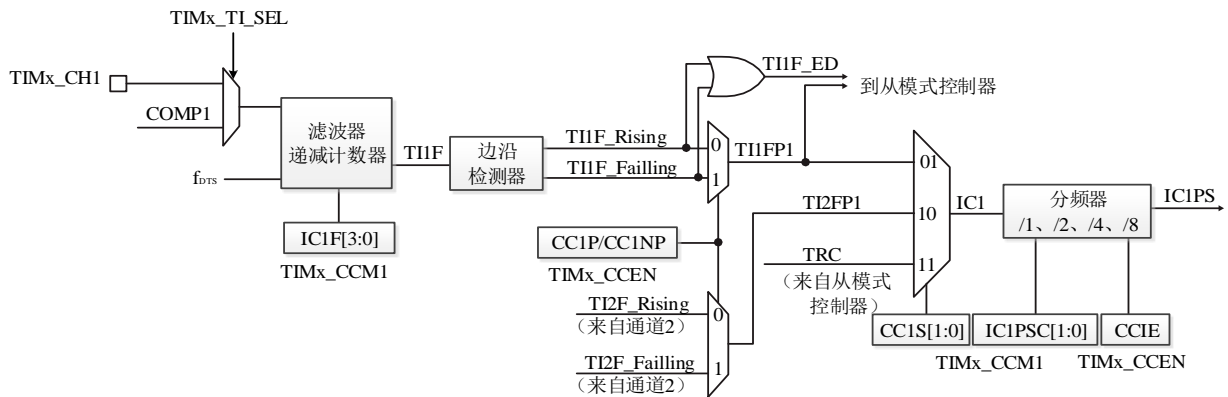 TIMx_TI_SEL
TIMx_CH1
COMP1
滤波器
递减计数器
f_DTS
IC1F[3:0]
TIMx_CCM1
TI1F
边沿
检测器
TI1F_Rising
TI1F_Failling
TI1F_ED
到从模式控制器
0
1
TI1FP1
CC1P/CC1NP
TIMx_CCEN
TI2F_Rising
（来自通道2）
TI2F_Failling
（来自通道2）
0
1
TI2FP1
TRC
（来自从模式
控制器）
01
10
11
IC1
分频器
/1、/2、/4、/8
IC1PS
CC1S[1:0]
IC1PSC[1:0]
CCIE
TIMx_CCM1
TIMx_CCEN